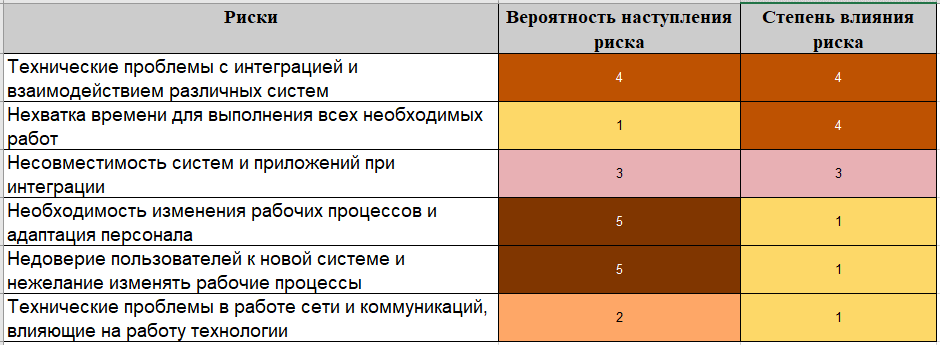 Риски
Вероятность наступления
риска
Степень влияния
риска
Технические проблемы с интеграцией и
взаимодействием различных систем
4
4
Нехватка времени для выполнения всех необходимых
работ
1
4
Несовместимость систем и приложений при
интеграции
3
3
Необходимость изменения рабочих процессов и
адаптация персонала
5
1
Недоверие пользователей к новой системе и
нежелание изменять рабочие процессы
5
1
Технические проблемы в работе сети и коммуникаций,
влияющие на работу технологии
2
1